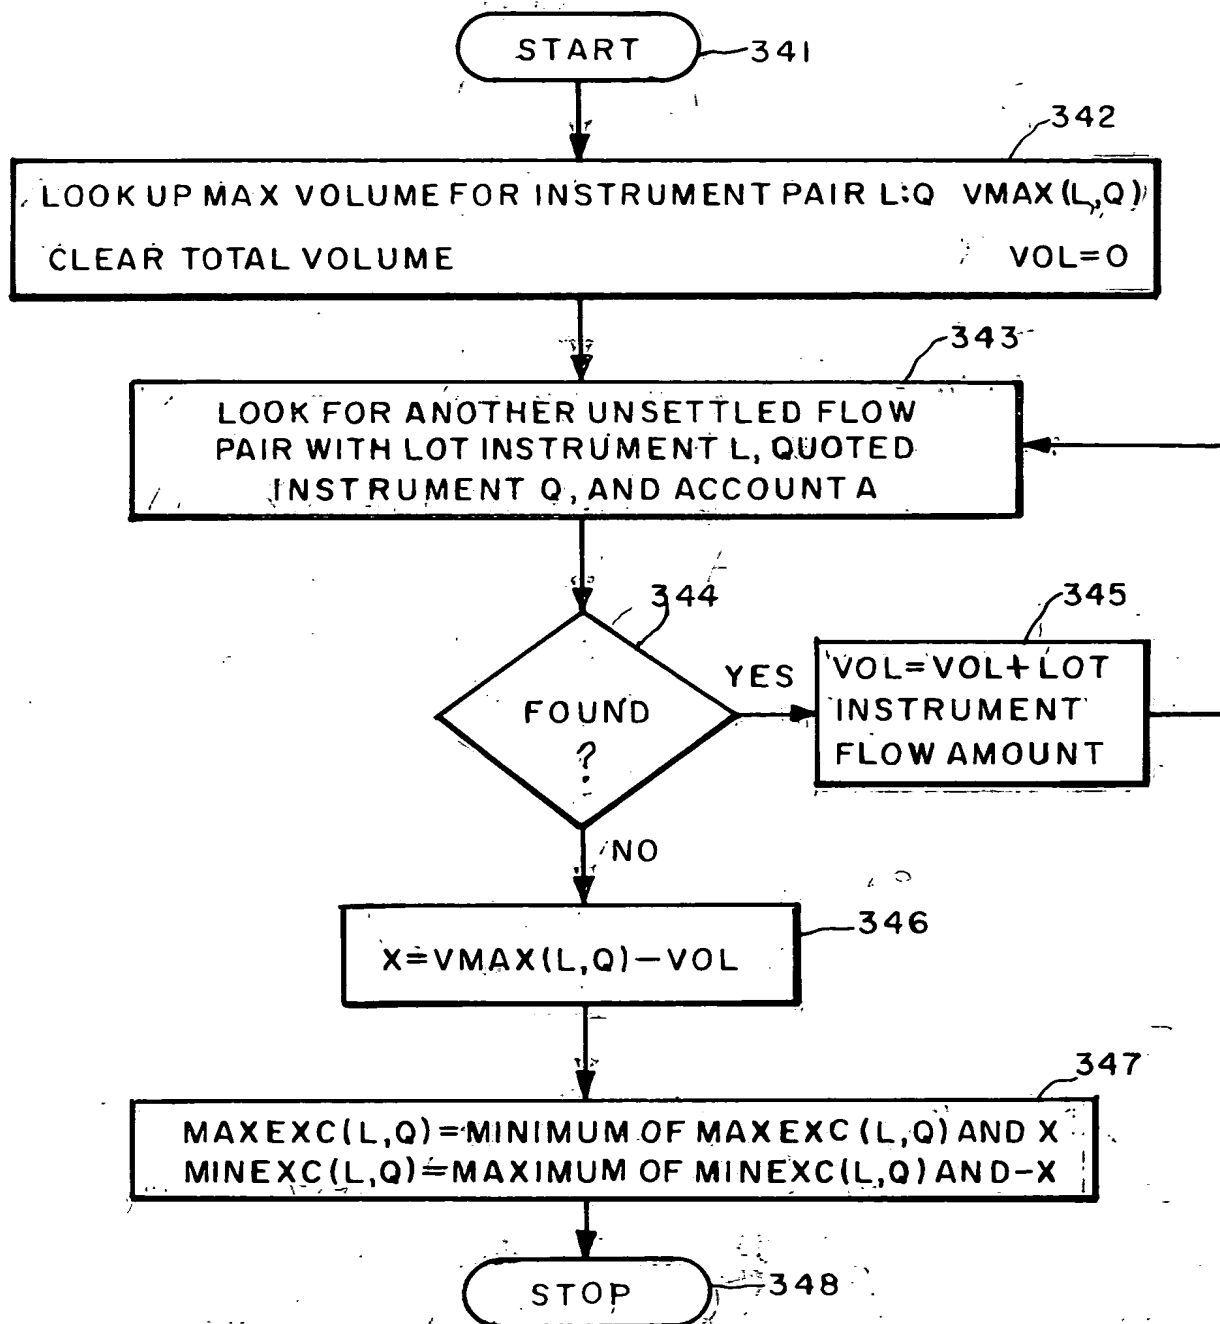 START
341
342
LOOK UP MAX VOLUME FOR INSTRUMENT PAIR L:Q VMAX(L,Q)
CLEAR TOTAL VOLUME VOL=0
343
LOOK FOR ANOTHER UNSETTLED FLOW
PAIR WITH LOT INSTRUMENT L, QUOTED
INSTRUMENT Q, AND ACCOUNT A
344
FOUND
?
YES
345
VOL=VOL+LOT
INSTRUMENT
FLOW AMOUNT
NO
346
X=VMAX(L,Q)-VOL
347
MAXEXC(L,Q)=MINIMUM OF MAXEXC(L,Q) AND X
MINEXC(L,Q)=MAXIMUM OF MINEXC(L,Q) AND-X
STOP
348